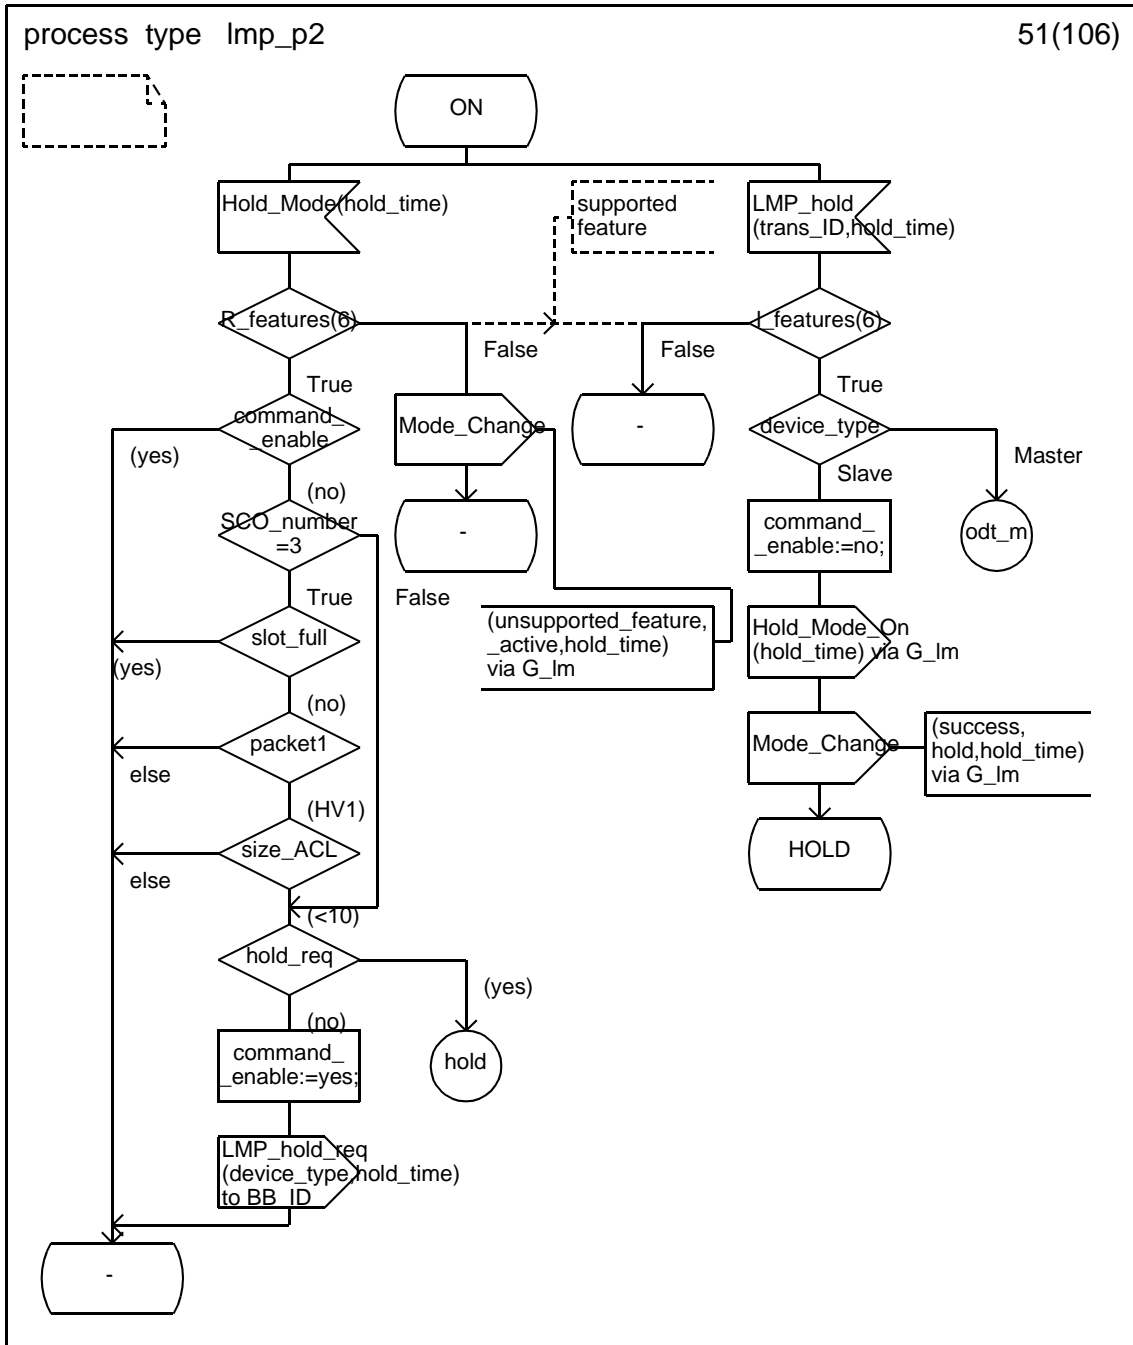 process type lmp_p2
51(106)
ON
Hold_Mode(hold_time)
supported
feature
LMP_hold
(trans_ID,hold_time)
R_features(6)
l_features(6)
False
False
True
True
command_
_enable
Mode_Change
-
device_type
(yes)
Master
Slave
(no)
SCO_number
=3
-
command_
_enable:=no;
odt_m
True
False
(unsupported_feature,
_active,hold_time)
via G_lm
slot_full
Hold_Mode_On
(hold_time) via G_lm
(yes)
(no)
packet1
Mode_Change
(success,
hold,hold_time)
via G_lm
else
(HV1)
size_ACL
HOLD
else
(<10)
hold_req
(yes)
(no)
command_
_enable:=yes;
hold
LMP_hold_req
(device_type,hold_time)
to BB_ID
-